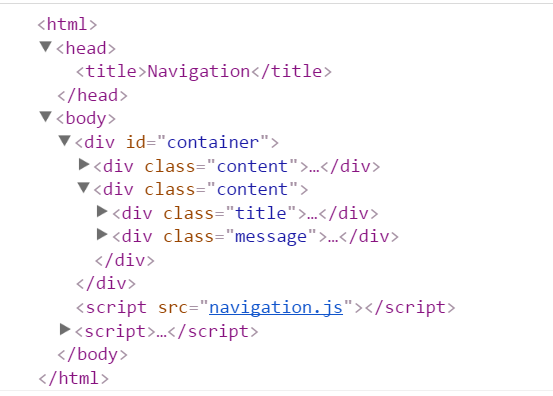 <html>
▼<head>
<title>Navigation</title>
</head>
▼<body>
▼<div id="container">
▶<div class="content">…</div>
▼<div class="content">
▶<div class="title">…</div>
▶<div class="message">…</div>
</div>
</div>
<script src="navigation.js"></script>
▶<script>…</script>
</body>
</html>